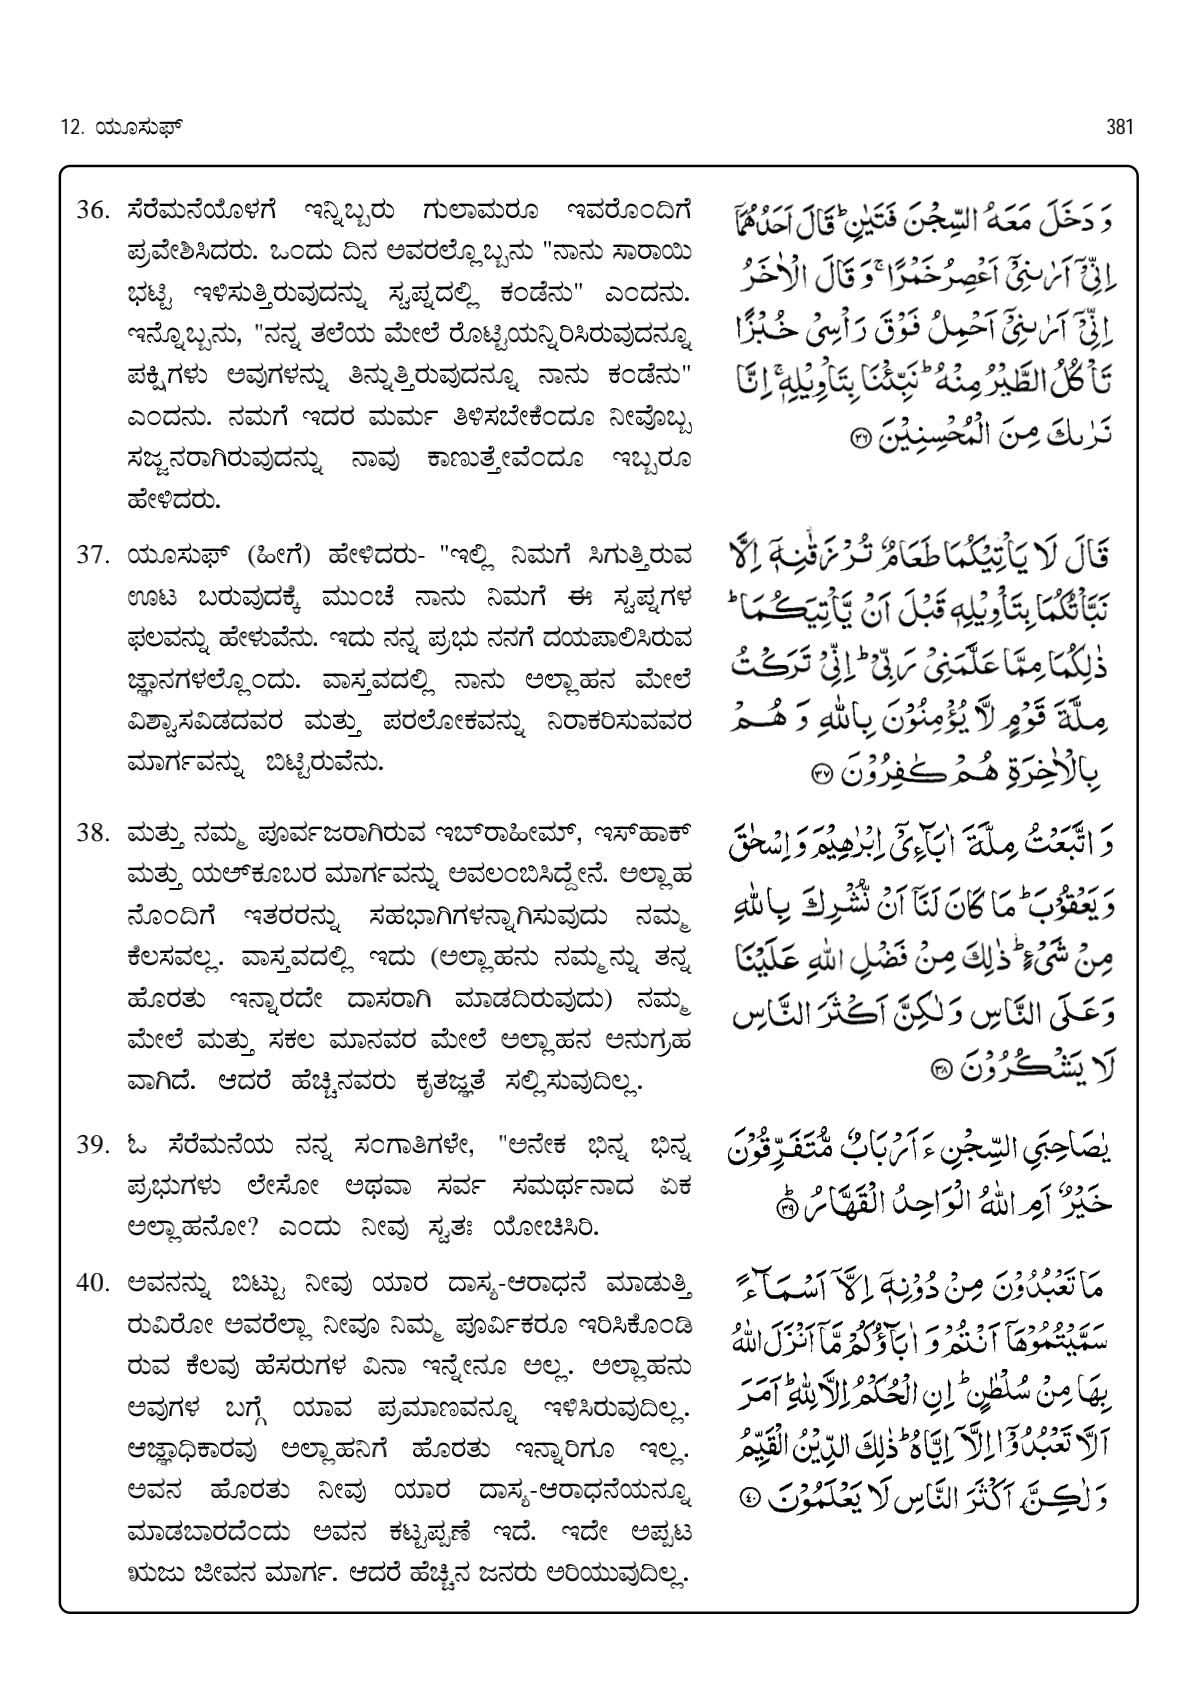 12. ಯೂಸುಫ್ 381
36. ಸೆರೆಮನೆಯೊಳಗೆ ಇನ್ನಿಬ್ಬರು ಗುಲಾಮರೂ ಇವರೊಂದಿಗೆ
ಪ್ರವೇಶಿಸಿದರು. ಒಂದು ದಿನ ಅವರಲ್ಲೊಬ್ಬನು "ನಾನು ಸಾರಾಯಿ
ಭಟ್ಟಿ ಇಳಿಸುತ್ತಿರುವುದನ್ನು ಸ್ವಪ್ನದಲ್ಲಿ ಕಂಡೆನು" ಎಂದನು.
ಇನ್ನೊಬ್ಬನು, "ನನ್ನ ತಲೆಯ ಮೇಲೆ ರೊಟ್ಟಿಯನ್ನಿರಿಸಿರುವುದನ್ನೂ
ಪಕ್ಷಿಗಳು ಅವುಗಳನ್ನು ತಿನ್ನುತ್ತಿರುವುದನ್ನೂ ನಾನು ಕಂಡೆನು"
ಎಂದನು. ನಮಗೆ ಇದರ ಮರ್ಮ ತಿಳಿಸಬೇಕೆಂದೂ ನೀವೊಬ್ಬ
ಸಜ್ಜನರಾಗಿರುವುದನ್ನು ನಾವು ಕಾಣುತ್ತೇವೆಂದೂ ಇಬ್ಬರೂ
ಹೇಳಿದರು.
وَ دَخَلَ مَعَهُ السِّجْنَ فَتَيٰنِ ؕ قَالَ اَحَدُهُمَاۤ
اِنِّيْۤ اَرٰىنِيْۤ اَعْصِرُ خَمْرًا ۚ وَ قَالَ الْاٰخَرُ
اِنِّيْۤ اَرٰىنِيْۤ اَحْمِلُ فَوْقَ رَاْسِيْ خُبْزًا
تَاْكُلُ الطَّيْرُ مِنْهُ ؕ نَبِّئْنَا بِتَاْوِيْلِهٖ ۚ اِنَّا
نَرٰىكَ مِنَ الْمُحْسِنِيْنَ ۝۳۶
37. ಯೂಸುಫ್ (ಹೀಗೆ) ಹೇಳಿದರು- "ಇಲ್ಲಿ ನಿಮಗೆ ಸಿಗುತ್ತಿರುವ
ಊಟ ಬರುವುದಕ್ಕೆ ಮುಂಚೆ ನಾನು ನಿಮಗೆ ಈ ಸ್ವಪ್ನಗಳ
ಫಲವನ್ನು ಹೇಳುವೆನು. ಇದು ನನ್ನ ಪ್ರಭು ನನಗೆ ದಯಪಾಲಿಸಿರುವ
ಜ್ಞಾನಗಳಲ್ಲೊಂದು. ವಾಸ್ತವದಲ್ಲಿ ನಾನು ಅಲ್ಲಾಹನ ಮೇಲೆ
ವಿಶ್ವಾಸವಿಡದವರ ಮತ್ತು ಪರಲೋಕವನ್ನು ನಿರಾಕರಿಸುವವರ
ಮಾರ್ಗವನ್ನು ಬಿಟ್ಟಿರುವೆನು.
قَالَ لَا يَاْتِيْكُمَا طَعَامٌ تُرْزَقٰنِهٖۤ اِلَّا
نَبَّاْتُكُمَا بِتَاْوِيْلِهٖ قَبْلَ اَنْ يَّاْتِيَكُمَا ؕ
ذٰلِكُمَا مِمَّا عَلَّمَنِيْ رَبِّيْ ؕ اِنِّيْ تَرَكْتُ
مِلَّةَ قَوْمٍ لَّا يُؤْمِنُوْنَ بِاللّٰهِ وَ هُمْ
بِالْاٰخِرَةِ هُمْ كٰفِرُوْنَ ۝۳۷
38. ಮತ್ತು ನಮ್ಮ ಪೂರ್ವಜರಾಗಿರುವ ಇಬ್‌ರಾಹೀಮ್, ಇಸ್‌ಹಾಕ್
ಮತ್ತು ಯಅ್‌ಕೂಬರ ಮಾರ್ಗವನ್ನು ಅವಲಂಬಿಸಿದ್ದೇನೆ. ಅಲ್ಲಾಹ
ನೊಂದಿಗೆ ಇತರರನ್ನು ಸಹಭಾಗಿಗಳನ್ನಾಗಿಸುವುದು ನಮ್ಮ
ಕೆಲಸವಲ್ಲ. ವಾಸ್ತವದಲ್ಲಿ ಇದು (ಅಲ್ಲಾಹನು ನಮ್ಮನ್ನು ತನ್ನ
ಹೊರತು ಇನ್ನಾರದೇ ದಾಸರಾಗಿ ಮಾಡದಿರುವುದು) ನಮ್ಮ
ಮೇಲೆ ಮತ್ತು ಸಕಲ ಮಾನವರ ಮೇಲೆ ಅಲ್ಲಾಹನ ಅನುಗ್ರಹ
ವಾಗಿದೆ. ಆದರೆ ಹೆಚ್ಚಿನವರು ಕೃತಜ್ಞತೆ ಸಲ್ಲಿಸುವುದಿಲ್ಲ.
وَ اتَّبَعْتُ مِلَّةَ اٰبَآءِيْۤ اِبْرٰهِيْمَ وَ اِسْحٰقَ
وَ يَعْقُوْبَ ؕ مَا كَانَ لَنَاۤ اَنْ نُّشْرِكَ بِاللّٰهِ
مِنْ شَيْءٍ ؕ ذٰلِكَ مِنْ فَضْلِ اللّٰهِ عَلَيْنَا
وَ عَلَى النَّاسِ وَ لٰكِنَّ اَكْثَرَ النَّاسِ
لَا يَشْكُرُوْنَ ۝۳۸
39. ಓ ಸೆರೆಮನೆಯ ನನ್ನ ಸಂಗಾತಿಗಳೇ, "ಅನೇಕ ಭಿನ್ನ ಭಿನ್ನ
ಪ್ರಭುಗಳು ಲೇಸೋ ಅಥವಾ ಸರ್ವ ಸಮರ್ಥನಾದ ಏಕ
ಅಲ್ಲಾಹನೋ? ಎಂದು ನೀವು ಸ್ವತಃ ಯೋಚಿಸಿರಿ.
يٰصَاحِبَيِ السِّجْنِ ءَاَرْبَابٌ مُّتَفَرِّقُوْنَ
خَيْرٌ اَمِ اللّٰهُ الْوَاحِدُ الْقَهَّارُ ۝۳۹ؕ
40. ಅವನನ್ನು ಬಿಟ್ಟು ನೀವು ಯಾರ ದಾಸ್ಯ-ಆರಾಧನೆ ಮಾಡುತ್ತಿ
ರುವಿರೋ ಅವರೆಲ್ಲಾ ನೀವೂ ನಿಮ್ಮ ಪೂರ್ವಿಕರೂ ಇರಿಸಿಕೊಂಡಿ
ರುವ ಕೆಲವು ಹೆಸರುಗಳ ವಿನಾ ಇನ್ನೇನೂ ಅಲ್ಲ. ಅಲ್ಲಾಹನು
ಅವುಗಳ ಬಗ್ಗೆ ಯಾವ ಪ್ರಮಾಣವನ್ನೂ ಇಳಿಸಿರುವುದಿಲ್ಲ.
ಆಜ್ಞಾಧಿಕಾರವು ಅಲ್ಲಾಹನಿಗೆ ಹೊರತು ಇನ್ನಾರಿಗೂ ಇಲ್ಲ.
ಅವನ ಹೊರತು ನೀವು ಯಾರ ದಾಸ್ಯ-ಆರಾಧನೆಯನ್ನೂ
ಮಾಡಬಾರದೆಂದು ಅವನ ಕಟ್ಟಪ್ಪಣೆ ಇದೆ. ಇದೇ ಅಪ್ಪಟ
ಋಜು ಜೀವನ ಮಾರ್ಗ. ಆದರೆ ಹೆಚ್ಚಿನ ಜನರು ಅರಿಯುವುದಿಲ್ಲ.
مَا تَعْبُدُوْنَ مِنْ دُوْنِهٖۤ اِلَّاۤ اَسْمَآءً
سَمَّيْتُمُوْهَاۤ اَنْتُمْ وَ اٰبَآؤُكُمْ مَّاۤ اَنْزَلَ اللّٰهُ
بِهَا مِنْ سُلْطٰنٍ ؕ اِنِ الْحُكْمُ اِلَّا لِلّٰهِ ؕ اَمَرَ
اَلَّا تَعْبُدُوْۤا اِلَّاۤ اِيَّاهُ ؕ ذٰلِكَ الدِّيْنُ الْقَيِّمُ
وَ لٰكِنَّ اَكْثَرَ النَّاسِ لَا يَعْلَمُوْنَ ۝۴۰